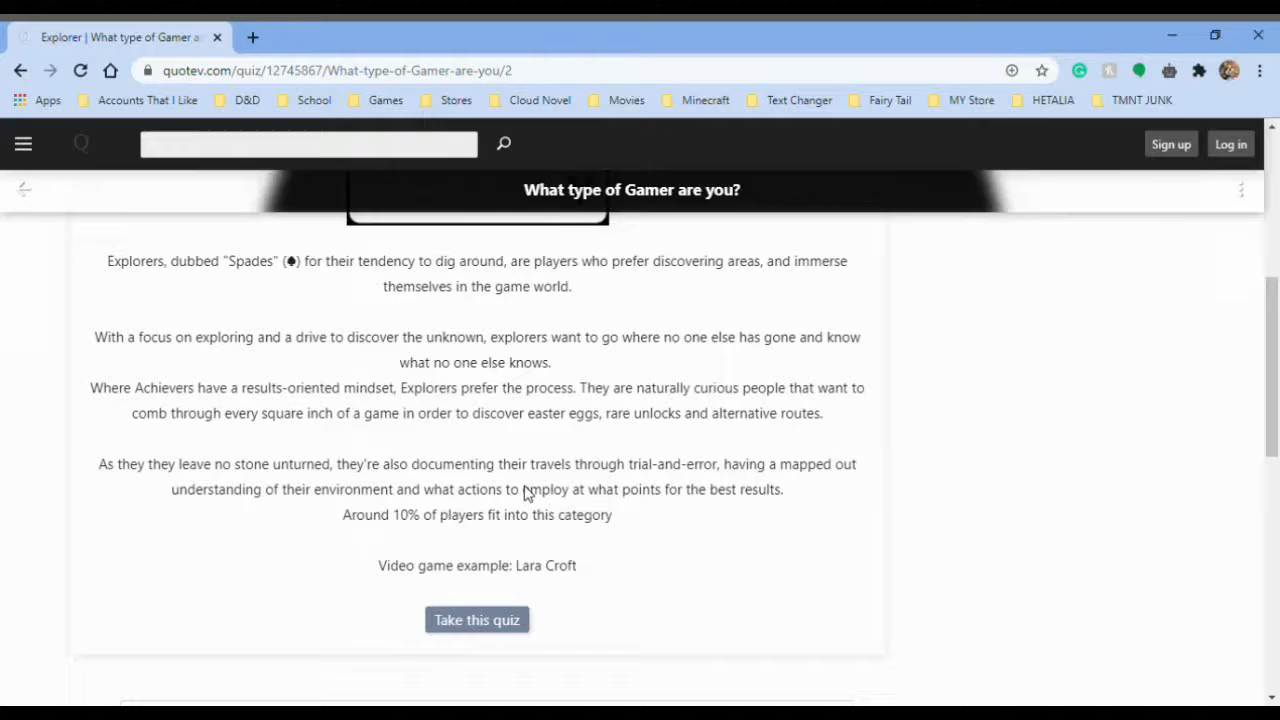 Explorer | What type of Gamer a
quotev.com/quiz/12745867/What-type-of-Gamer-are-you/2
Apps Accounts That I Like D&D School Games Stores Cloud Novel Movies Minecraft Text Changer Fairy Tail MY Store HETALIA TMNT JUNK
Q Sign up Log in
What type of Gamer are you?
Explorers, dubbed "Spades" (♠) for their tendency to dig around, are players who prefer discovering areas, and immerse
themselves in the game world.
With a focus on exploring and a drive to discover the unknown, explorers want to go where no one else has gone and know
what no one else knows.
Where Achievers have a results-oriented mindset, Explorers prefer the process. They are naturally curious people that want to
comb through every square inch of a game in order to discover easter eggs, rare unlocks and alternative routes.
As they they leave no stone unturned, they're also documenting their travels through trial-and-error, having a mapped out
understanding of their environment and what actions to employ at what points for the best results.
Around 10% of players fit into this category
Video game example: Lara Croft
Take this quiz